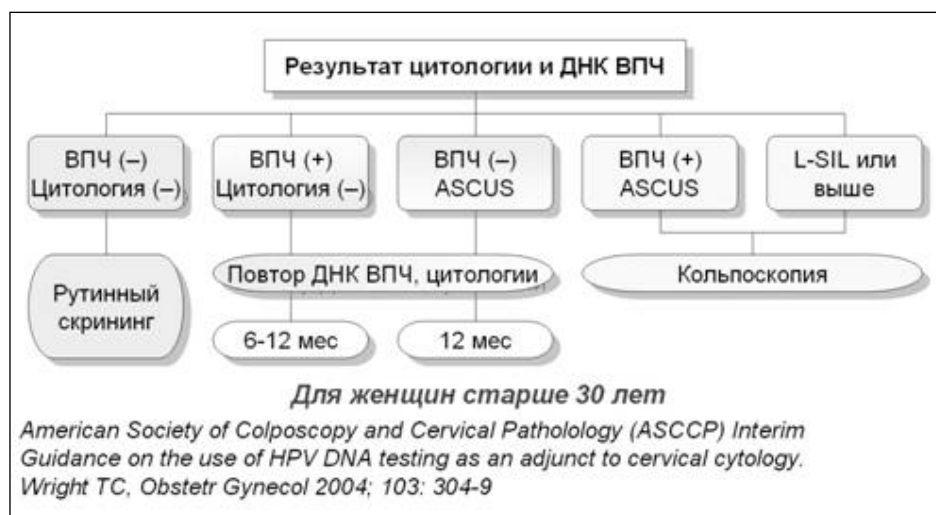 Результат цитологии и ДНК ВПЧ
ВПЧ (–)
Цитология (–)
ВПЧ (+)
Цитология (–)
ВПЧ (–)
ASCUS
ВПЧ (+)
ASCUS
L-SIL или
выше
Рутинный
скрининг
Повтор ДНК ВПЧ, цитологии
Кольпоскопия
6-12 мес
12 мес
Для женщин старше 30 лет
American Society of Colposcopy and Cervical Patholology (ASCCP) Interim
Guidance on the use of HPV DNA testing as an adjunct to cervical cytology.
Wright TC, Obstetr Gynecol 2004; 103: 304-9